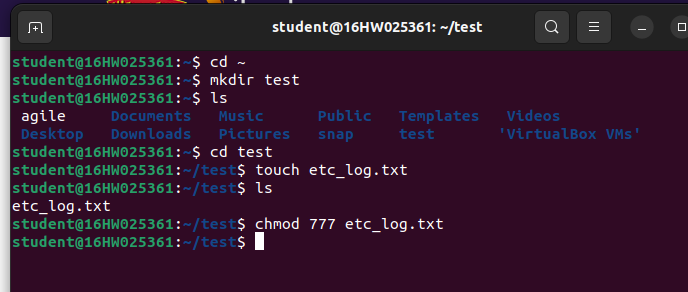 student@16HW025361: ~/test
student@16HW025361:~$ cd ~
student@16HW025361:~$ mkdir test
student@16HW025361:~$ ls
agile Documents Music Public Templates Videos
Desktop Downloads Pictures snap test 'VirtualBox VMs'
student@16HW025361:~$ cd test
student@16HW025361:~/test$ touch etc_log.txt
student@16HW025361:~/test$ ls
etc_log.txt
student@16HW025361:~/test$ chmod 777 etc_log.txt
student@16HW025361:~/test$